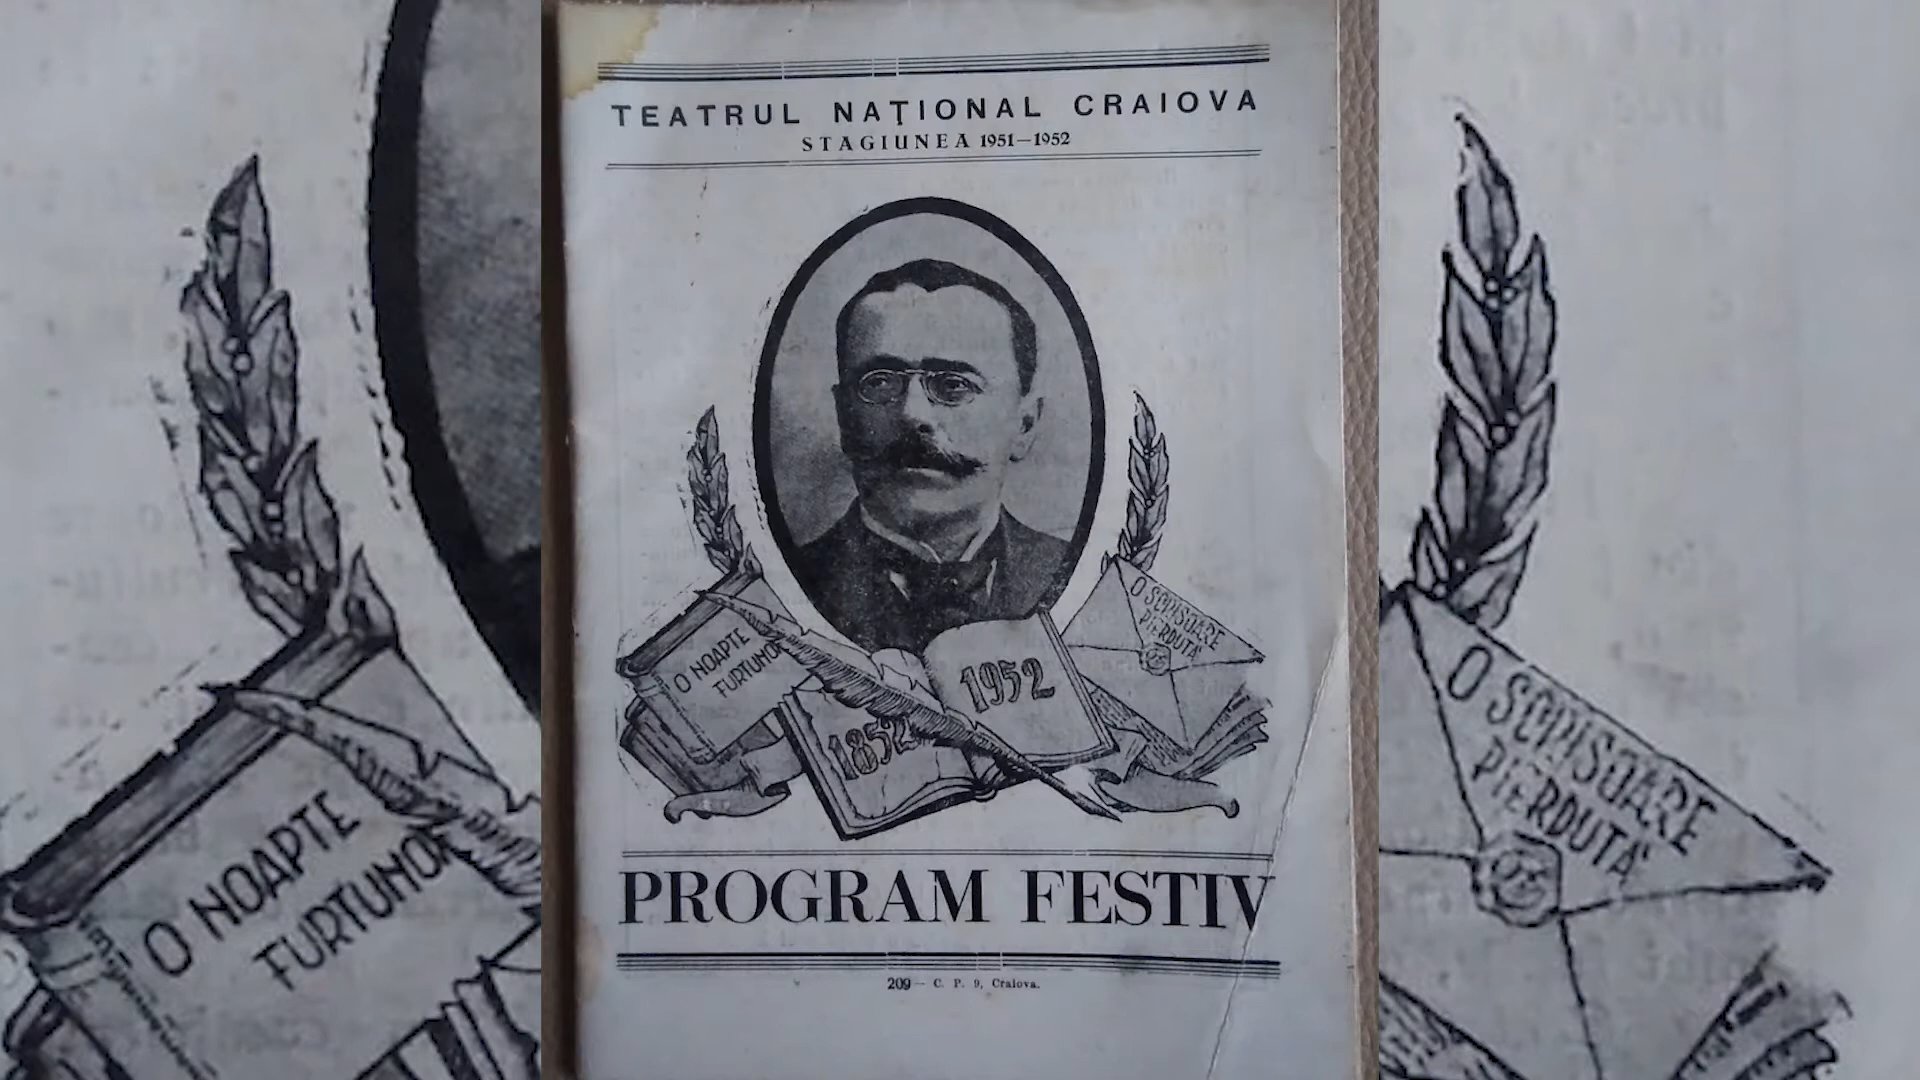 TEATRUL NAŢIONAL CRAIOVA
STAGIUNEA 1951—1952
O NOAPTE
FURTUNO
O SCRISOARE
PIERDUTĂ
1852
1952
PROGRAM FESTIV
209 — C. P. 9, Craiova.
O NOAPTE
FURTUNO
O SCRISOARE
PIERDUTĂ